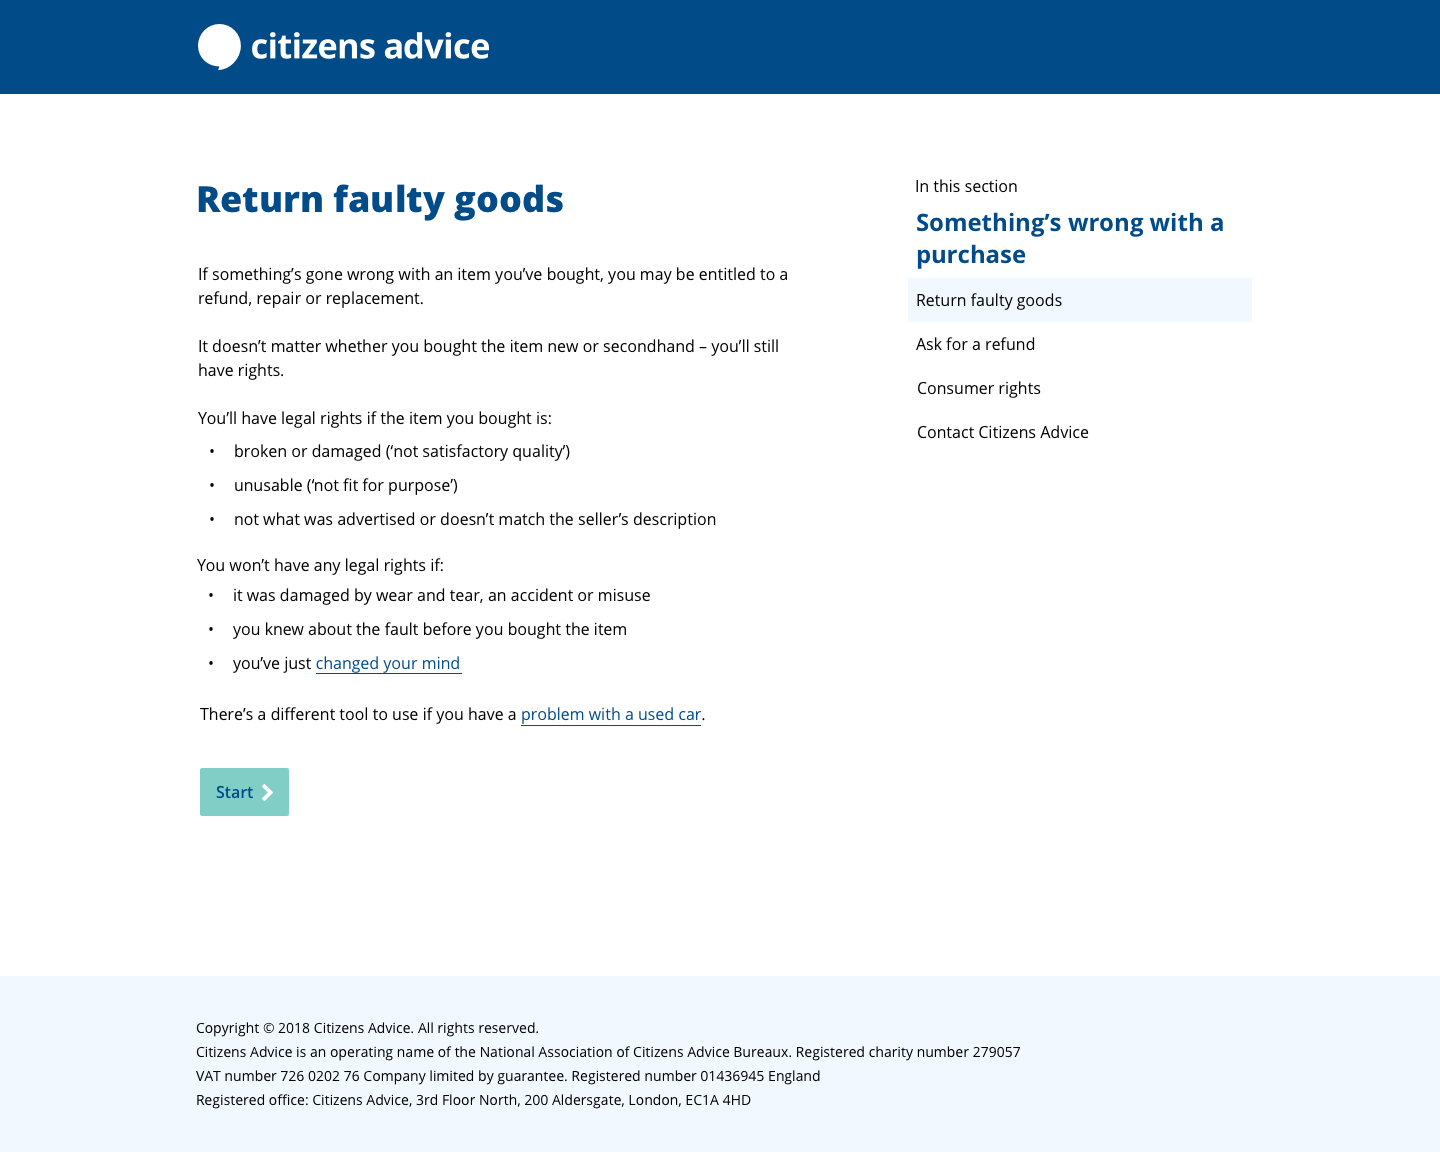 citizens advice
Return faulty goods
If something’s gone wrong with an item you’ve bought, you may be entitled to a
refund, repair or replacement.
It doesn’t matter whether you bought the item new or secondhand – you’ll still
have rights.
You’ll have legal rights if the item you bought is:
• broken or damaged (‘not satisfactory quality’)
• unusable (‘not fit for purpose’)
• not what was advertised or doesn’t match the seller’s description
You won’t have any legal rights if:
• it was damaged by wear and tear, an accident or misuse
• you knew about the fault before you bought the item
• you’ve just changed your mind
There’s a different tool to use if you have a problem with a used car.
Start
In this section
Something’s wrong with a
purchase
Return faulty goods
Ask for a refund
Consumer rights
Contact Citizens Advice
Copyright © 2018 Citizens Advice. All rights reserved.
Citizens Advice is an operating name of the National Association of Citizens Advice Bureaux. Registered charity number 279057
VAT number 726 0202 76 Company limited by guarantee. Registered number 01436945 England
Registered office: Citizens Advice, 3rd Floor North, 200 Aldersgate, London, EC1A 4HD